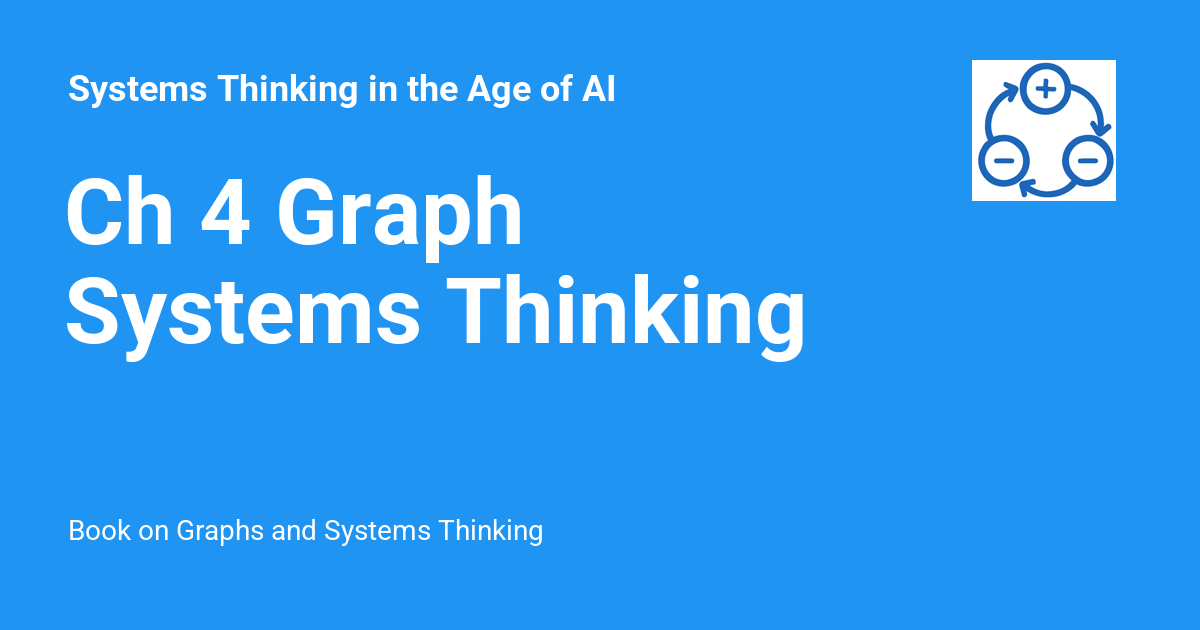 Systems Thinking in the Age of AI
Ch 4 Graph
Systems Thinking
Book on Graphs and Systems Thinking